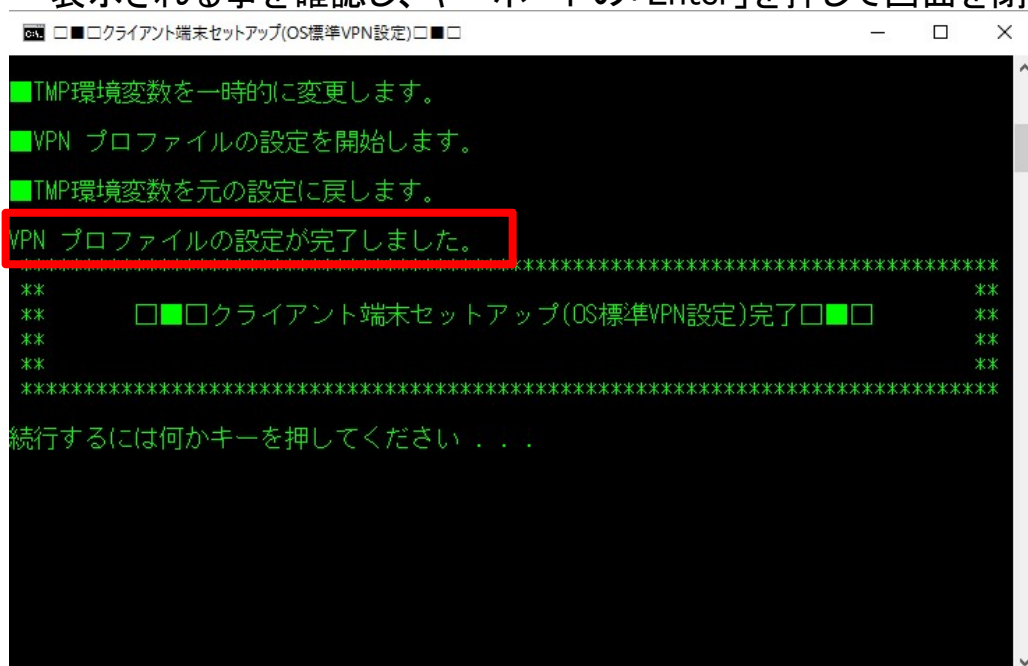 表示される事を確認し、キーボードの「Enter」を押して画面を閉
□■□クライアント端末セットアップ(OS標準VPN設定)□■□
■TMP環境変数を一時的に変更します。
■VPN プロファイルの設定を開始します。
■TMP環境変数を元の設定に戻します。
VPN プロファイルの設定が完了しました。
*******************************************************************************
** **
** □■□クライアント端末セットアップ(OS標準VPN設定)完了□■□ **
** **
** **
*******************************************************************************
続行するには何かキーを押してください . . .